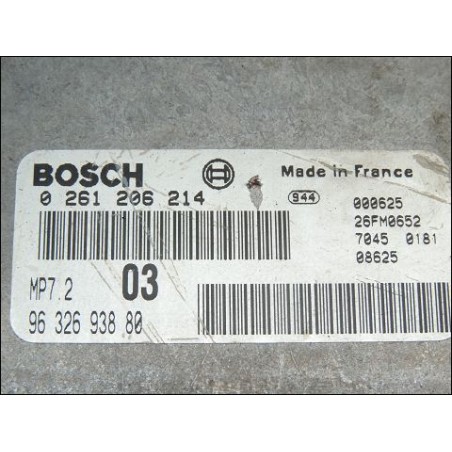 BOSCH Made in France
0 261 206 214 944 000625
26FM0652
7045 0181
08625
MP7.2 03
96 326 938 80